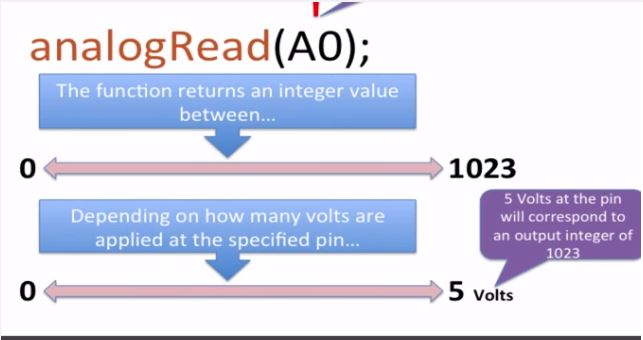 analogRead(A0);
The function returns an integer value
between...
0 1023
Depending on how many volts are
applied at the specified pin...
5 Volts at the pin
will correspond to
an output integer of
1023
0 5 Volts